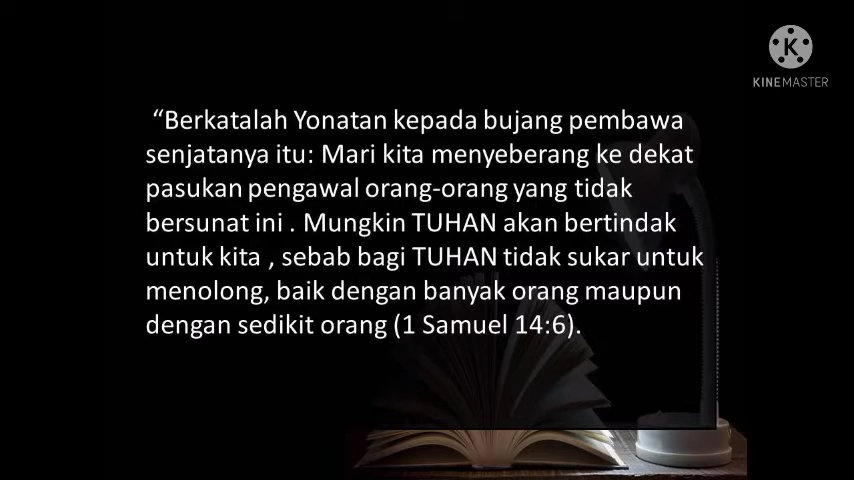 “Berkatalah Yonatan kepada bujang pembawa
senjatanya itu: Mari kita menyeberang ke dekat
pasukan pengawal orang-orang yang tidak
bersunat ini . Mungkin TUHAN akan bertindak
untuk kita , sebab bagi TUHAN tidak sukar untuk
menolong, baik dengan banyak orang maupun
dengan sedikit orang (1 Samuel 14:6).
K
KINEMASTER